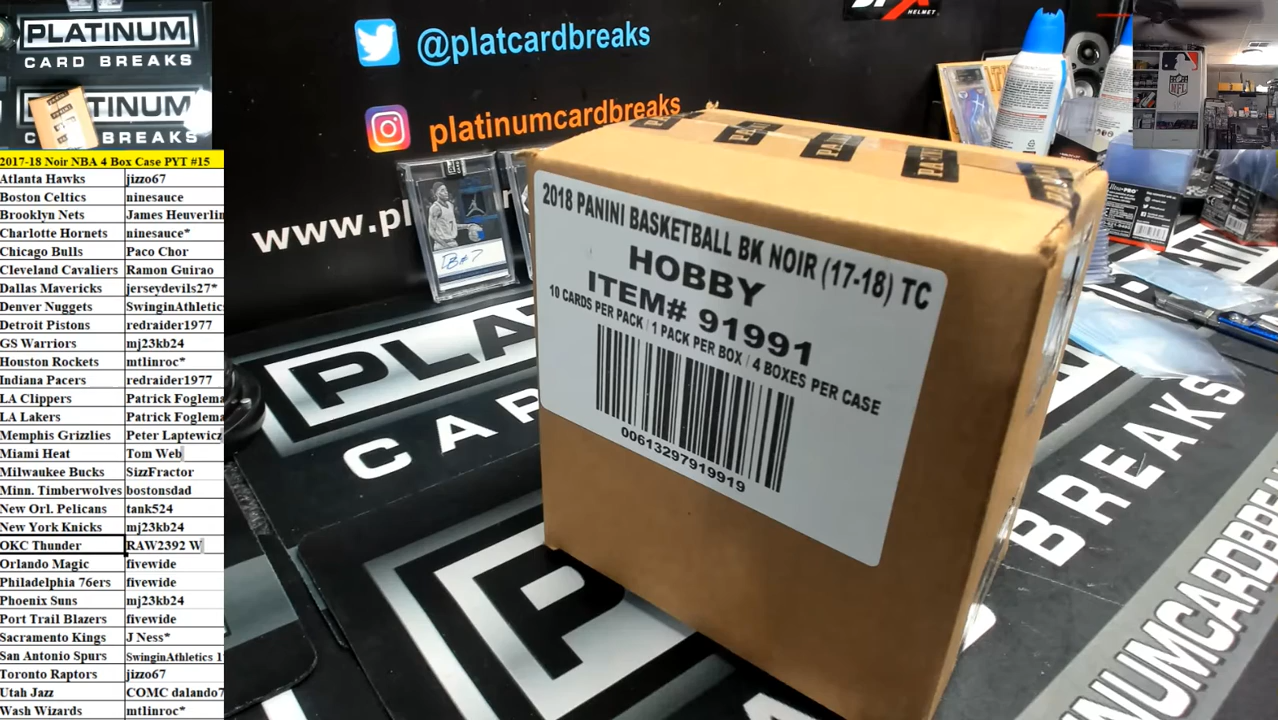 PLATINUM
CARD BREAKS
2017-18 Noir NBA 4 Box Case PYT #15
Atlanta Hawks jizzo67
Boston Celtics ninesauce
Brooklyn Nets James Heuverlin
Charlotte Hornets ninesauce*
Chicago Bulls Paco Chor
Cleveland Cavaliers Ramon Guirao
Dallas Mavericks jerseydevils27*
Denver Nuggets SwinginAthletics
Detroit Pistons redraider1977
GS Warriors mj23kb24
Houston Rockets mtlinroc*
Indiana Pacers redraider1977
LA Clippers Patrick Foglema
LA Lakers Patrick Foglema
Memphis Grizzlies Peter Laptewicz
Miami Heat Tom Web
Milwaukee Bucks SizzFractor
Minn. Timberwolves bostonsdad
New Orl. Pelicans tank524
New York Knicks mj23kb24
OKC Thunder RAW2392 W
Orlando Magic fivewide
Philadelphia 76ers fivewide
Phoenix Suns mj23kb24
Port Trail Blazers fivewide
Sacramento Kings J Ness*
San Antonio Spurs SwinginAthletics 1
Toronto Raptors jizzo67
Utah Jazz COMC dalando7
Wash Wizards mtlinroc*
@platcardbreaks
platinumcardbreaks
www.pl
HELMET
NFL
2018 PANINI BASKETBALL BK NOIR (17-18) TC
HOBBY
ITEM# 91991
10 CARDS PER PACK / 1 PACK PER BOX / 4 BOXES PER CASE
00613297919919
PLA
CAR
BREAKS
P
NUMCARDBREA